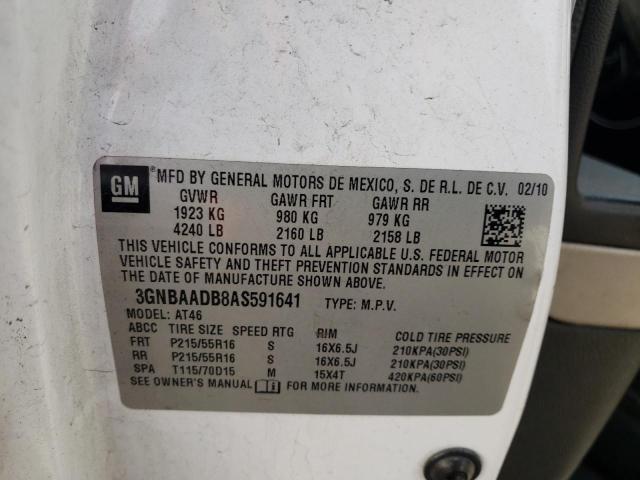 GM
MFD BY GENERAL MOTORS DE MEXICO, S. DE R.L. DE C.V. 02/10
GVWR GAWR FRT GAWR RR
1923 KG 980 KG 979 KG
4240 LB 2160 LB 2158 LB
THIS VEHICLE CONFORMS TO ALL APPLICABLE U.S. FEDERAL MOTOR
VEHICLE SAFETY AND THEFT PREVENTION STANDARDS IN EFFECT ON
THE DATE OF MANUFACTURE SHOWN ABOVE.
3GNBAADB8AS591641 TYPE: M.P.V.
MODEL: AT46
ABCC TIRE SIZE SPEED RTG RIM COLD TIRE PRESSURE
FRT P215/55R16 S 16X6.5J 210KPA(30PSI)
RR P215/55R16 S 16X6.5J 210KPA(30PSI)
SPA T115/70D15 M 15X4T 420KPA(60PSI)
SEE OWNER'S MANUAL FOR MORE INFORMATION